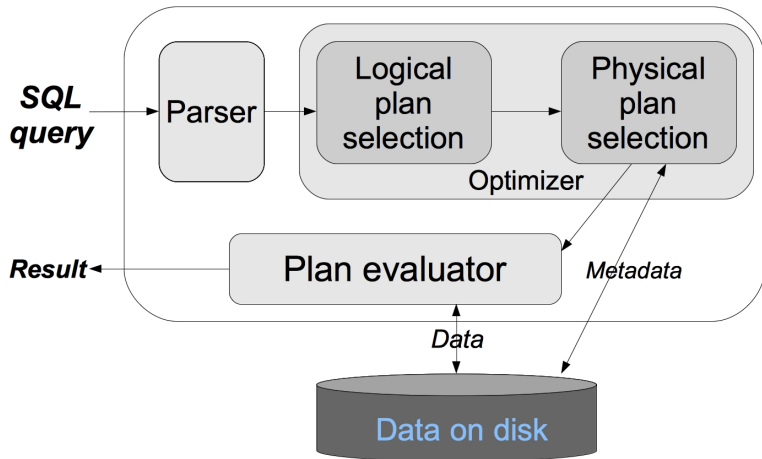 SQL
query
Parser
Logical
plan
selection
Physical
plan
selection
Optimizer
Result
Plan evaluator
Metadata
Data
Data on disk